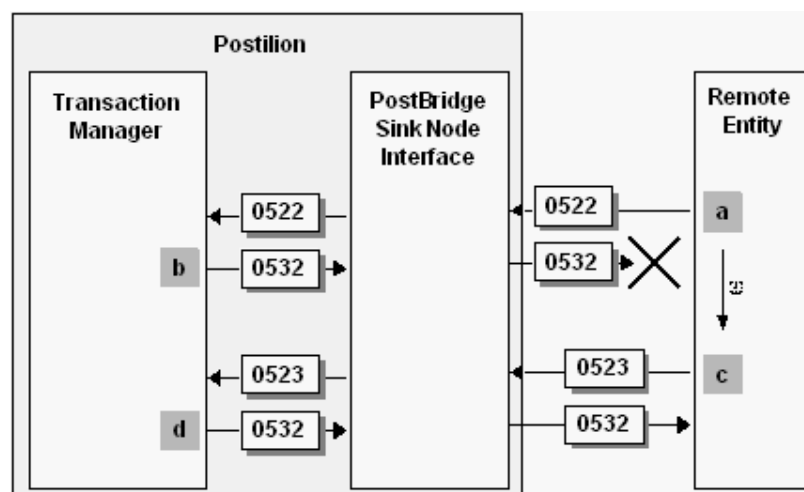 Postilion
Transaction
Manager
PostBridge
Sink Node
Interface
Remote
Entity
0522
0522
a
b
0532
0532
0523
0523
c
d
0532
0532